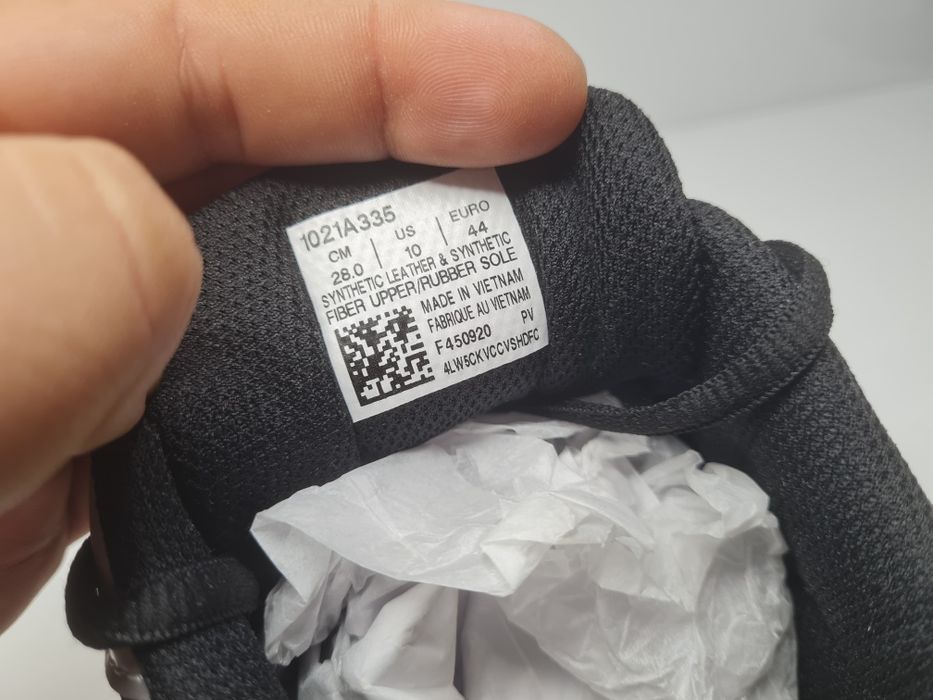 1021A335
CM | US | EURO
28.0 | 10 | 44
SYNTHETIC LEATHER & SYNTHETIC
FIBER UPPER/RUBBER SOLE
MADE IN VIETNAM
FABRIQUE AU VIETNAM
F450920 PV
4LW5CKVCCVSHDFC